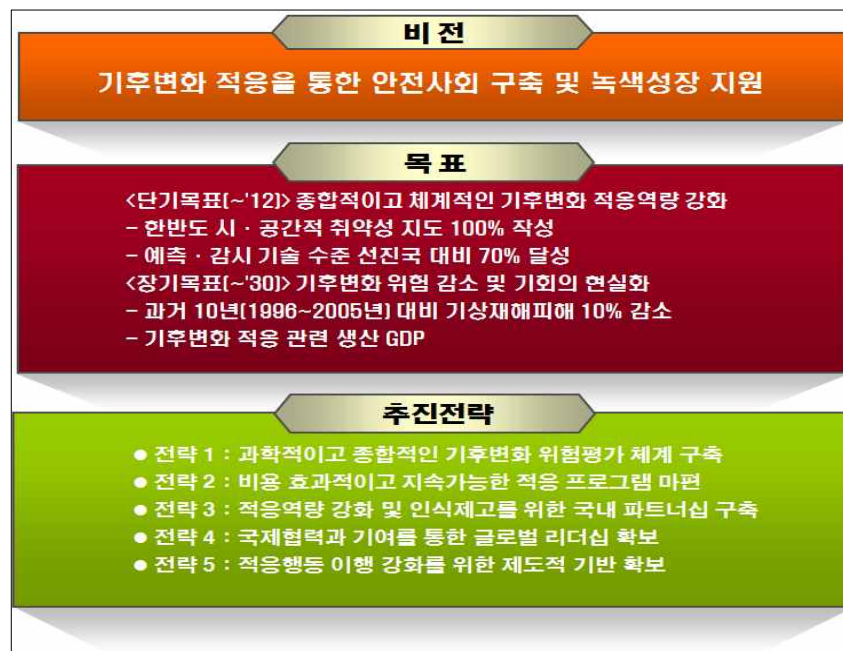 비 전
기후변화 적응을 통한 안전사회 구축 및 녹색성장 지원
목 표
<단기목표(~'12)> 종합적이고 체계적인 기후변화 적응역량 강화
- 한반도 시 · 공간적 취약성 지도 100% 작성
- 예측 · 감시 기술 수준 선진국 대비 70% 달성
<장기목표(~'30)> 기후변화 위험 감소 및 기회의 현실화
- 과거 10년(1996~2005년) 대비 기상재해피해 10% 감소
- 기후변화 적응 관련 생산 GDP
추진전략
● 전략 1 : 과학적이고 종합적인 기후변화 위험평가 체계 구축
● 전략 2 : 비용 효과적이고 지속가능한 적응 프로그램 마편
● 전략 3 : 적응역량 강화 및 인식제고를 위한 국내 파트너십 구축
● 전략 4 : 국제협력과 기여를 통한 글로벌 리더십 확보
● 전략 5 : 적응행동 이행 강화를 위한 제도적 기반 확보